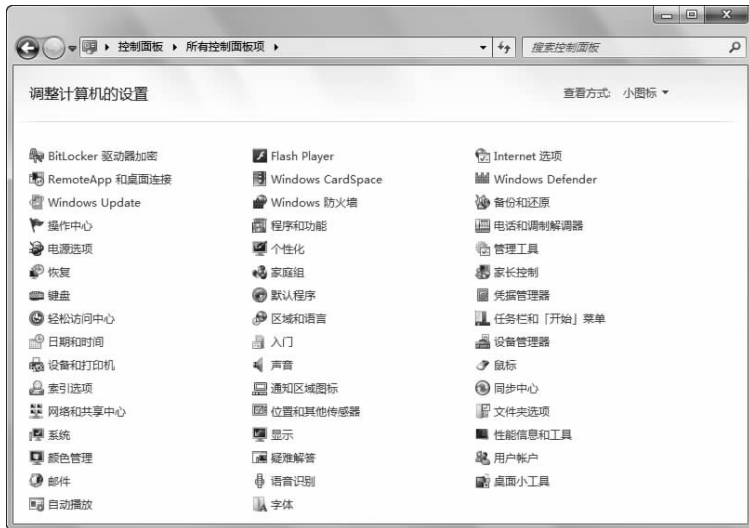 控制面板 ▸ 所有控制面板项 ▸ 搜索控制面板
调整计算机的设置 查看方式: 小图标
BitLocker 驱动器加密 Flash Player Internet 选项
RemoteApp 和桌面连接 Windows CardSpace Windows Defender
Windows Update Windows 防火墙 备份和还原
操作中心 程序和功能 电话和调制解调器
电源选项 个性化 管理工具
恢复 家庭组 家长控制
键盘 默认程序 凭据管理器
轻松访问中心 区域和语言 任务栏和「开始」菜单
日期和时间 入门 设备管理器
设备和打印机 声音 鼠标
索引选项 通知区域图标 同步中心
网络和共享中心 位置和其他传感器 文件夹选项
系统 显示 性能信息和工具
颜色管理 疑难解答 用户帐户
邮件 语音识别 桌面小工具
自动播放 字体